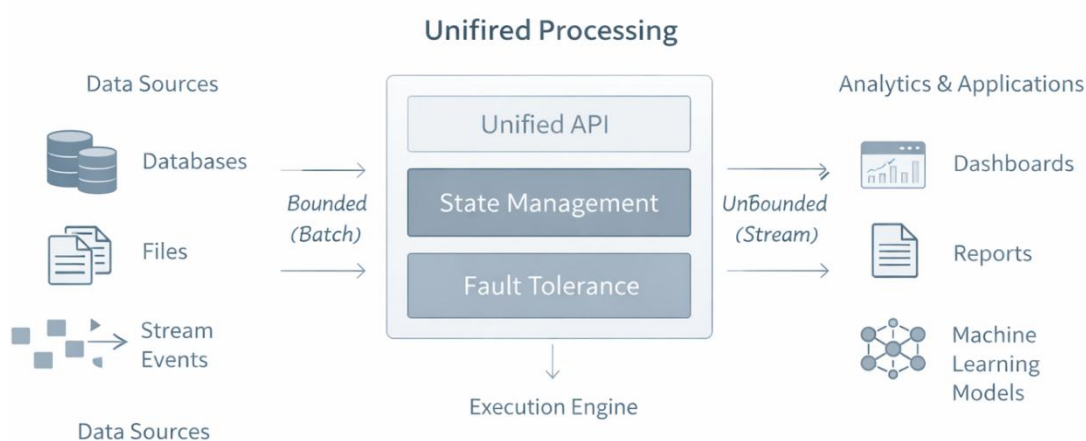 Unifired Processing
Data Sources
Databases
Files
Stream
Events
Data Sources
Bounded
(Batch)
Unified API
State Management
Fault Tolerance
Execution Engine
Unbounded
(Stream)
Analytics & Applications
Dashboards
Reports
Machine
Learning
Models